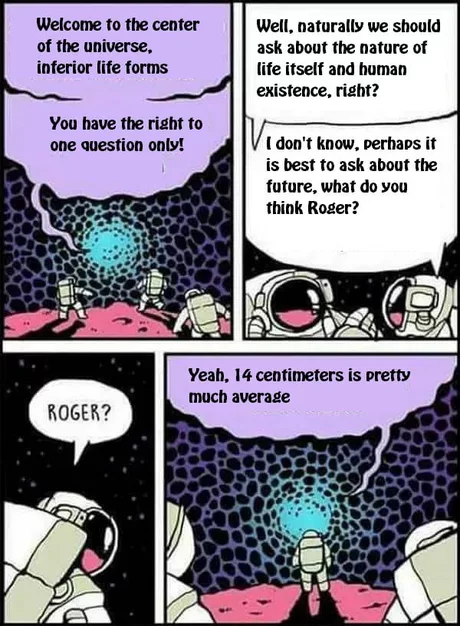 Welcome to the center
of the universe,
inferior life forms
You have the right to
one question only!
Well, naturally we should
ask about the nature of
life itself and human
existence, right?
I don't know, perhaps it
is best to ask about the
future, what do you
think Roger?
ROGER?
Yeah, 14 centimeters is pretty
much average